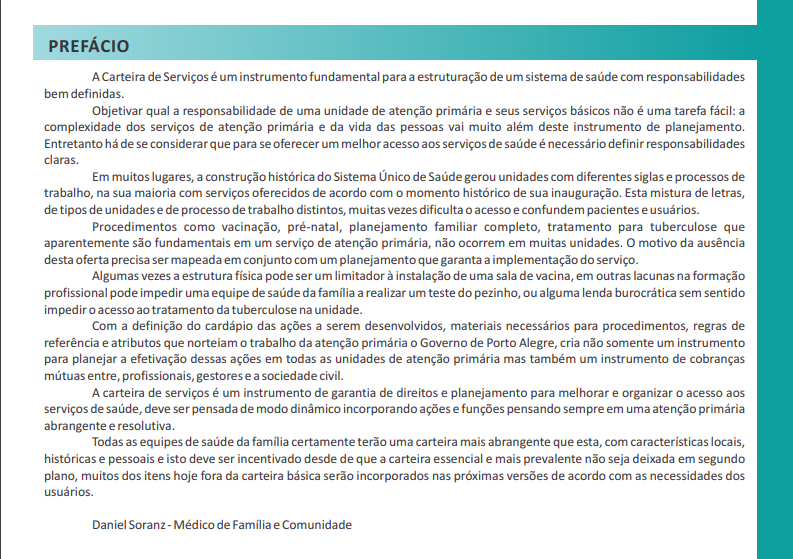 PREFÁCIO
A Carteira de Serviços é um instrumento fundamental para a estruturação de um sistema de saúde com responsabilidades
bem definidas.
Objetivar qual a responsabilidade de uma unidade de atenção primária e seus serviços básicos não é uma tarefa fácil: a
complexidade dos serviços de atenção primária e da vida das pessoas vai muito além deste instrumento de planejamento.
Entretanto há de se considerar que para se oferecer um melhor acesso aos serviços de saúde é necessário definir responsabilidades
claras.
Em muitos lugares, a construção histórica do Sistema Único de Saúde gerou unidades com diferentes siglas e processos de
trabalho, na sua maioria com serviços oferecidos de acordo com o momento histórico de sua inauguração. Esta mistura de letras,
de tipos de unidades e de processo de trabalho distintos, muitas vezes dificulta o acesso e confundem pacientes e usuários.
Procedimentos como vacinação, pré-natal, planejamento familiar completo, tratamento para tuberculose que
aparentemente são fundamentais em um serviço de atenção primária, não ocorrem em muitas unidades. O motivo da ausência
desta oferta precisa ser mapeada em conjunto com um planejamento que garanta a implementação do serviço.
Algumas vezes a estrutura física pode ser um limitador à instalação de uma sala de vacina, em outras lacunas na formação
profissional pode impedir uma equipe de saúde da família a realizar um teste do pezinho, ou alguma lenda burocrática sem sentido
impedir o acesso ao tratamento da tuberculose na unidade.
Com a definição do cardápio das ações a serem desenvolvidos, materiais necessários para procedimentos, regras de
referência e atributos que norteiam o trabalho da atenção primária o Governo de Porto Alegre, cria não somente um instrumento
para planejar a efetivação dessas ações em todas as unidades de atenção primária mas também um instrumento de cobranças
mútuas entre, profissionais, gestores e a sociedade civil.
A carteira de serviços é um instrumento de garantia de direitos e planejamento para melhorar e organizar o acesso aos
serviços de saúde, deve ser pensada de modo dinâmico incorporando ações e funções pensando sempre em uma atenção primária
abrangente e resolutiva.
Todas as equipes de saúde da família certamente terão uma carteira mais abrangente que esta, com características locais,
históricas e pessoais e isto deve ser incentivado desde de que a carteira essencial e mais prevalente não seja deixada em segundo
plano, muitos dos itens hoje fora da carteira básica serão incorporados nas próximas versões de acordo com as necessidades dos
usuários.
Daniel Soranz - Médico de Família e Comunidade